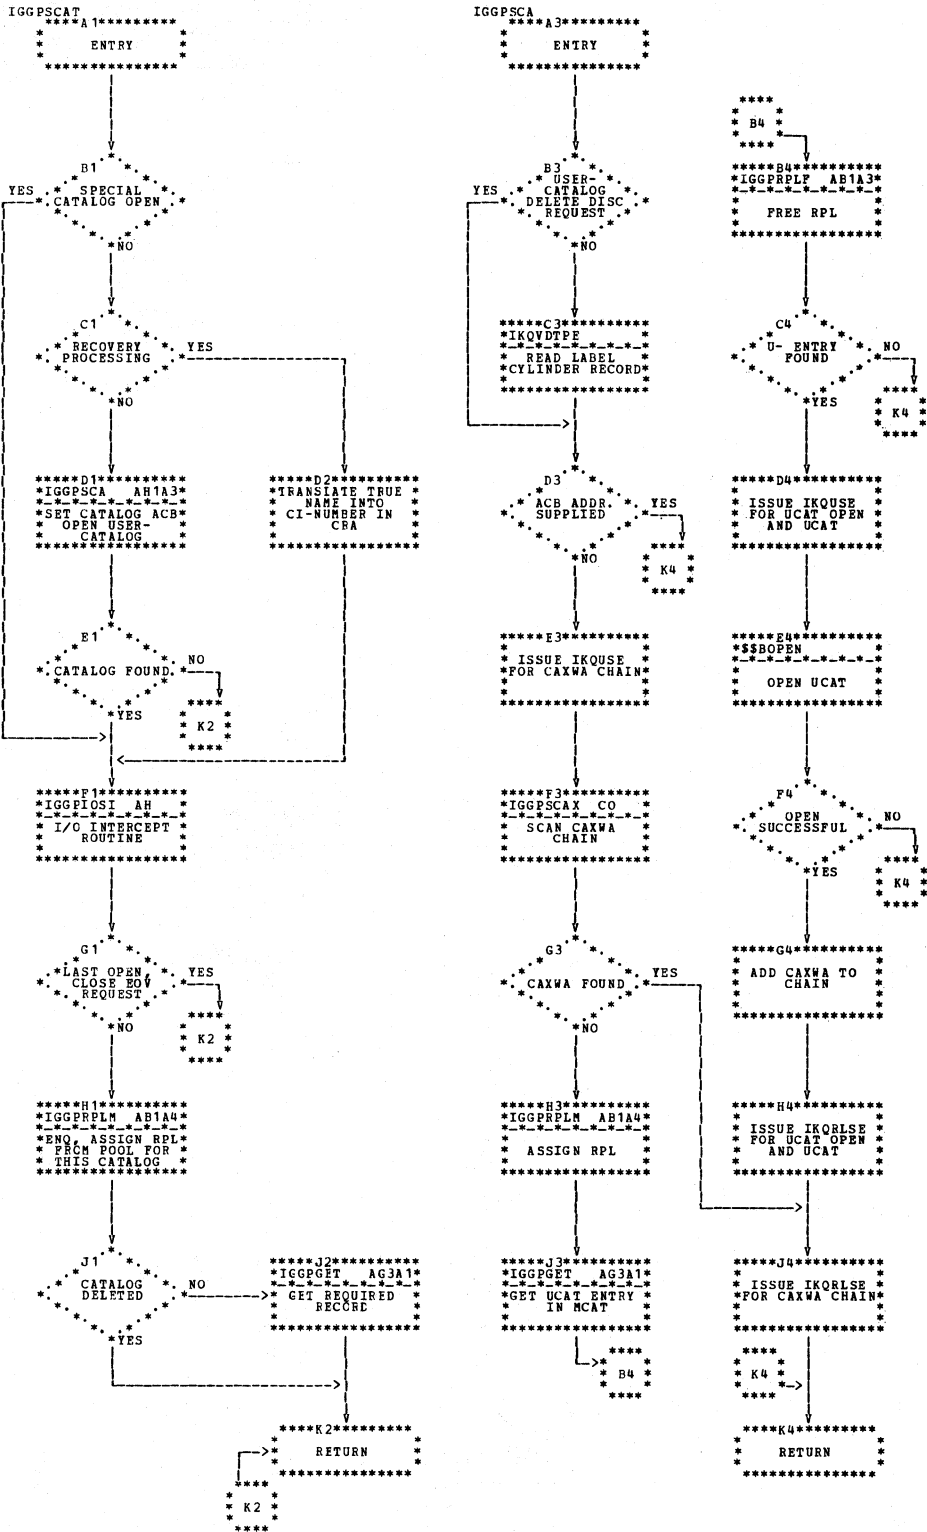 IGGPSCAT
A1
ENTRY
B1
SPECIAL
CATALOG OPEN
YES
NO
C1
RECOVERY
PROCESSING
YES
NO
D1
IGGPSCA AH1A3
SET CATALOG ACB
OPEN USER-
CATALOG
D2
TRANSIATE TRUE
NAME INTO
CI-NUMBER IN
CRA
E1
CATALOG FOUND
NO
K2
YES
F1
IGGPIOSI AH
I/O INTERCEPT
ROUTINE
G1
LAST OPEN,
CLOSE EOV
REQUEST
YES
K2
NO
H1
IGGPRPLM AB1A4
ENQ, ASSIGN RPL
FRCM POOL FOR
THIS CATALOG
J1
CATALOG
DELETED
NO
YES
J2
IGGPGET AG3A1
GET REQUIRED
RECORD
K2
RETURN
K2
IGGPSCA
A3
ENTRY
B3
USER-
CATALOG
DELETE DISC
REQUEST
YES
NO
C3
IKQVDTPE
READ LABEL
CYLINDER RECORD
D3
ACB ADDR.
SUPPLIED
YES
K4
NO
E3
ISSUE IKQUSE
FOR CAXWA CHAIN
F3
IGGPSCAX CO
SCAN CAXWA
CHAIN
G3
CAXWA FOUND
YES
NO
H3
IGGPRPLM AB1A4
ASSIGN RPL
J3
IGGPGET AG3A1
GET UCAT ENTRY
IN MCAT
B4
B4
B4
IGGPRPLF AB1A3
FREE RPL
C4
U- ENTRY
FOUND
NO
K4
YES
D4
ISSUE IKQUSE
FOR UCAT OPEN
AND UCAT
E4
$$BOPEN
OPEN UCAT
F4
OPEN
SUCCESSFUL
NO
K4
YES
G4
ADD CAXWA TO
CHAIN
H4
ISSUE IKQRLSE
FOR UCAT OPEN
AND UCAT
J4
ISSUE IKQRLSE
FOR CAXWA CHAIN
K4
K4
RETURN